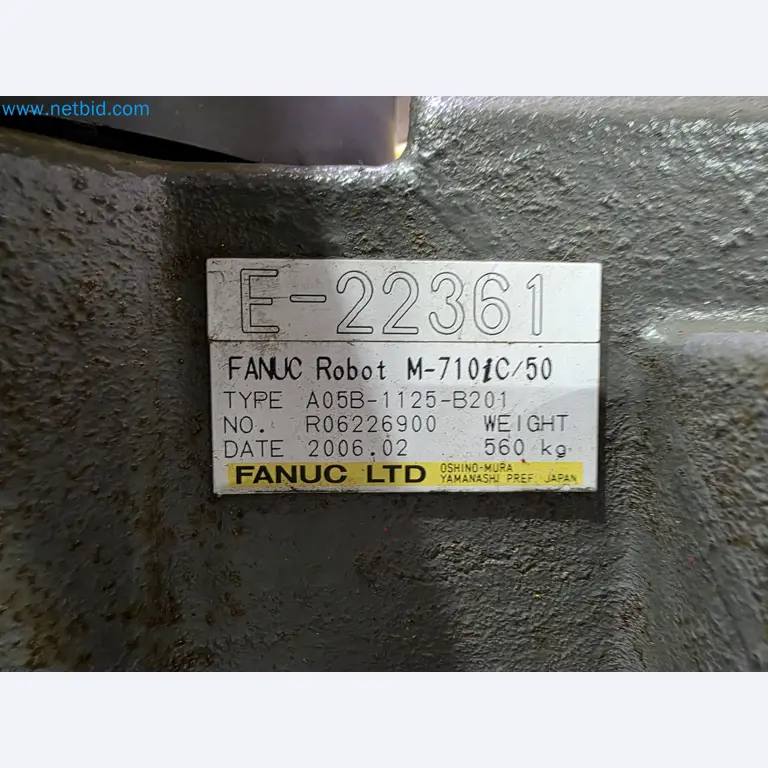 www.netbid.com
E-22361
FANUC Robot M-710iC/50
TYPE A05B-1125-B201
NO. R06226900 WEIGHT
DATE 2006.02 560 kg
FANUC LTD OSHINO-MURA
YAMANASHI PREF. JAPAN